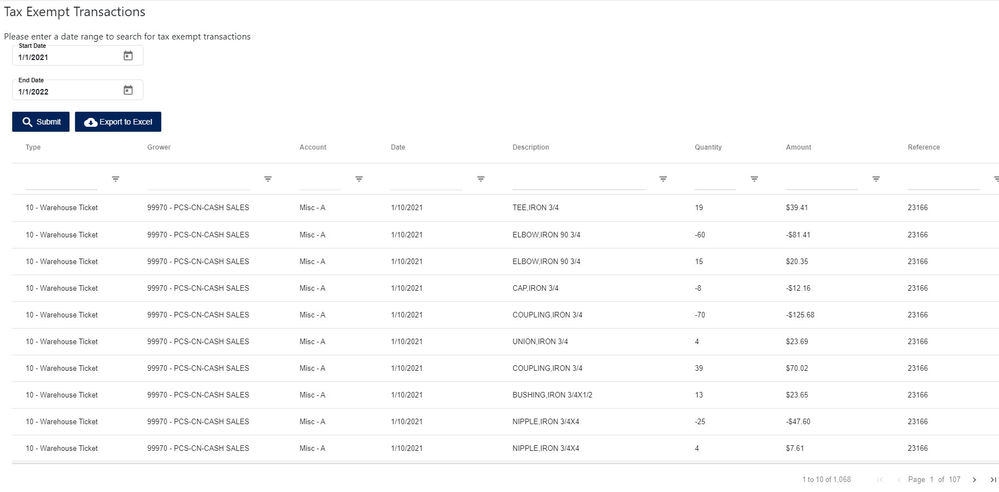 Tax Exempt Transactions
Please enter a date range to search for tax exempt transactions
Start Date
1/1/2021
End Date
1/1/2022
Submit Export to Excel
Type Grower Account Date Description Quantity Amount Reference
10 - Warehouse Ticket 99970 - PCS-CN-CASH SALES Misc - A 1/10/2021 TEE,IRON 3/4 19 $39.41 23166
10 - Warehouse Ticket 99970 - PCS-CN-CASH SALES Misc - A 1/10/2021 ELBOW,IRON 90 3/4 -60 -$81.41 23166
10 - Warehouse Ticket 99970 - PCS-CN-CASH SALES Misc - A 1/10/2021 ELBOW,IRON 90 3/4 15 $20.35 23166
10 - Warehouse Ticket 99970 - PCS-CN-CASH SALES Misc - A 1/10/2021 CAP,IRON 3/4 -8 -$12.16 23166
10 - Warehouse Ticket 99970 - PCS-CN-CASH SALES Misc - A 1/10/2021 COUPLING,IRON 3/4 -70 -$125.68 23166
10 - Warehouse Ticket 99970 - PCS-CN-CASH SALES Misc - A 1/10/2021 UNION,IRON 3/4 4 $23.69 23166
10 - Warehouse Ticket 99970 - PCS-CN-CASH SALES Misc - A 1/10/2021 COUPLING,IRON 3/4 39 $70.02 23166
10 - Warehouse Ticket 99970 - PCS-CN-CASH SALES Misc - A 1/10/2021 BUSHING,IRON 3/4X1/2 13 $23.65 23166
10 - Warehouse Ticket 99970 - PCS-CN-CASH SALES Misc - A 1/10/2021 NIPPLE,IRON 3/4X4 -25 -$47.60 23166
10 - Warehouse Ticket 99970 - PCS-CN-CASH SALES Misc - A 1/10/2021 NIPPLE,IRON 3/4X4 4 $7.61 23166
1 to 10 of 1,068 Page 1 of 107